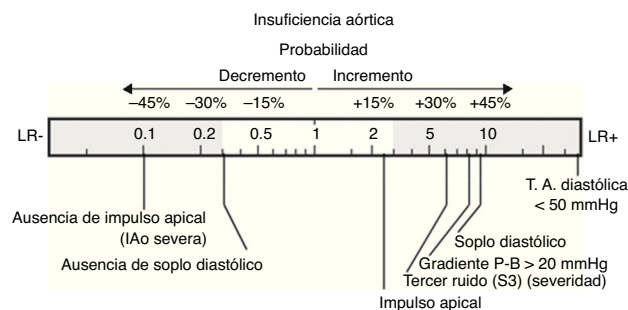 Insuficiencia aórtica
Probabilidad
Decremento Incremento
–45% –30% –15% +15% +30% +45%
LR- 0.1 0.2 0.5 1 2 5 10 LR+
T. A. diastólica
< 50 mmHg
Ausencia de impulso apical
(IAo severa)
Soplo diastólico
Ausencia de soplo diastólico
Gradiente P-B > 20 mmHg
Tercer ruido (S3) (severidad)
Impulso apical